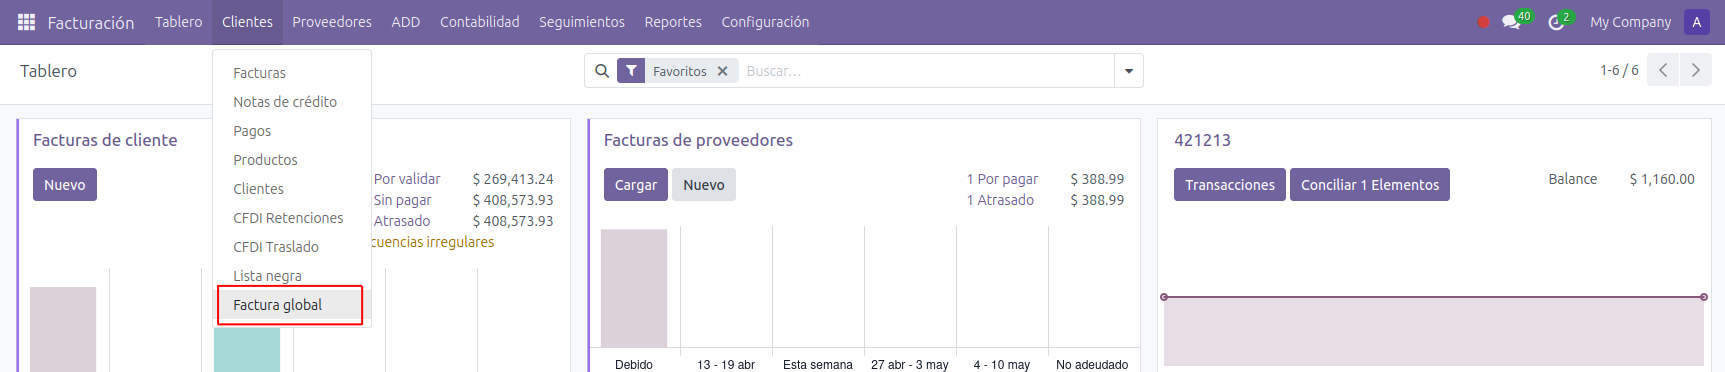 Facturación Tablero Clientes Proveedores ADD Contabilidad Seguimientos Reportes Configuración 40 2 My Company A
Tablero Favoritos Buscar... 1-6 / 6
Facturas
Notas de crédito
Pagos
Productos
Clientes
CFDI Retenciones
CFDI Traslado
Lista negra
Factura global
Facturas de cliente
Nuevo
Por validar $ 269,413.24
Sin pagar $ 408,573.93
Atrasado $ 408,573.93
cuencias irregulares
Facturas de proveedores
Cargar Nuevo
1 Por pagar $ 388.99
1 Atrasado $ 388.99
Debido 13 - 19 abr Esta semana 27 abr - 3 may 4 - 10 may No adeudado
421213
Transacciones Conciliar 1 Elementos Balance $ 1,160.00